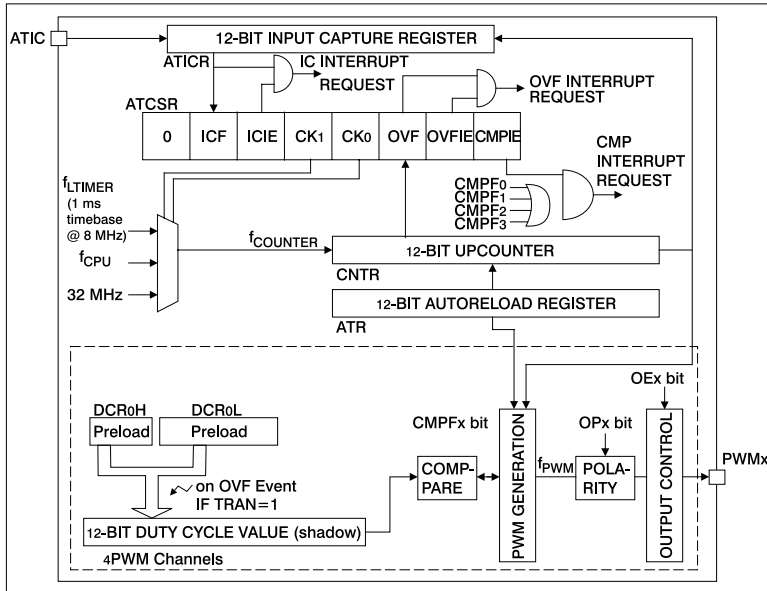 12-BIT INPUT CAPTURE REGISTER
ATIC
ATICR
IC INTERRUPT
REQUEST
OVF INTERRUPT
REQUEST
ATCSR
0 ICF ICIE CK1 CK0 OVF OVFIE CMPIE
CMP
INTERRUPT
REQUEST
CMPF0
CMPF1
CMPF2
CMPF3
fLTIMER
(1 ms
timebase
@ 8 MHz)
fCPU
32 MHz
fCOUNTER
12-BIT UPCOUNTER
CNTR
12-BIT AUTORELOAD REGISTER
ATR
OEx bit
DCR0H DCR0L
Preload Preload
CMPFx bit
OPx bit
on OVF Event
IF TRAN=1
COMP-
PARE
PWM GENERATION
fPWM
POLA-
RITY
OUTPUT CONTROL
PWMx
12-BIT DUTY CYCLE VALUE (shadow)
4PWM Channels